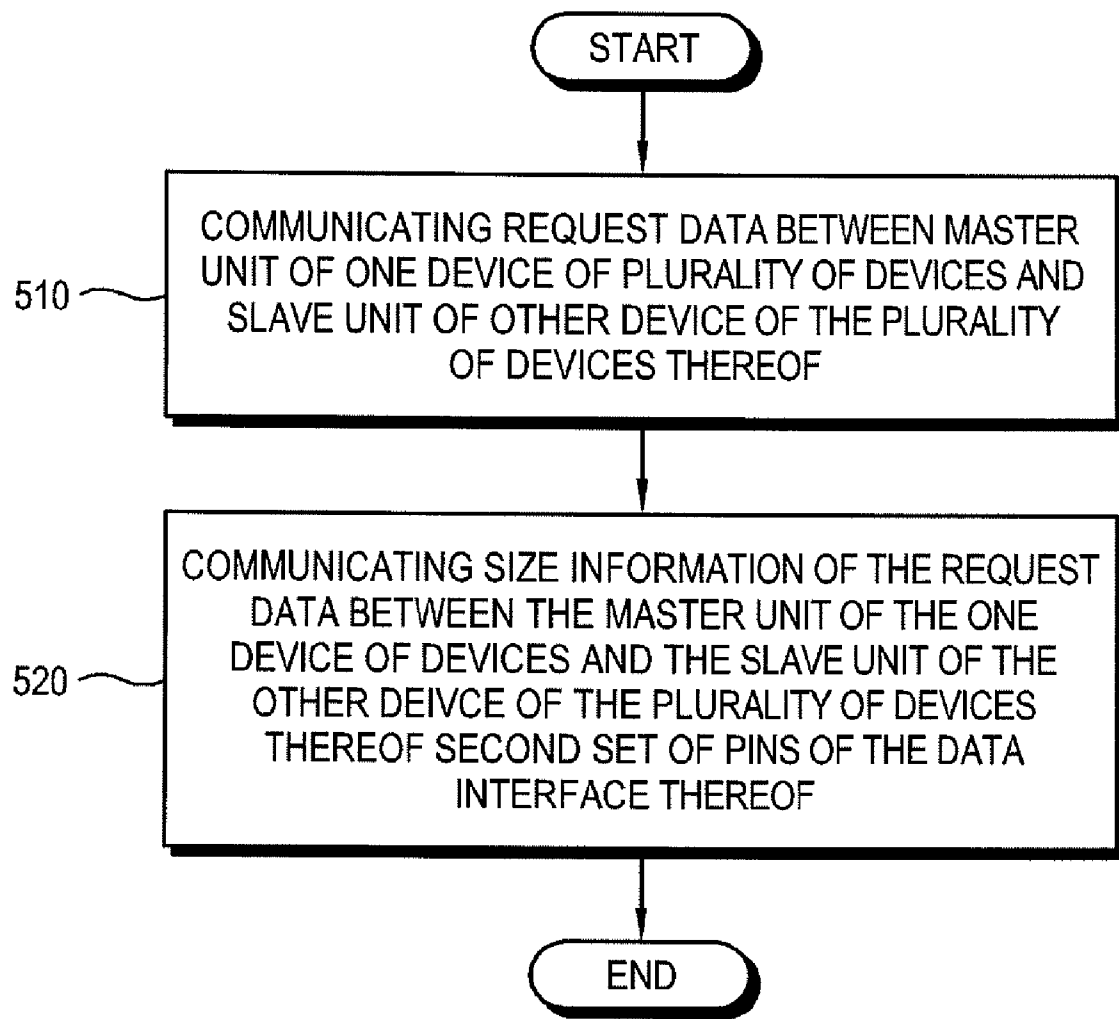 START
COMMUNICATING REQUEST DATA BETWEEN MASTER
UNIT OF ONE DEVICE OF PLURALITY OF DEVICES AND
SLAVE UNIT OF OTHER DEVICE OF THE PLURALITY
OF DEVICES THEREOF
510
COMMUNICATING SIZE INFORMATION OF THE REQUEST
DATA BETWEEN THE MASTER UNIT OF THE ONE
DEVICE OF DEVICES AND THE SLAVE UNIT OF THE
OTHER DEIVCE OF THE PLURALITY OF DEVICES
THEREOF SECOND SET OF PINS OF THE DATA
INTERFACE THEREOF
520
END